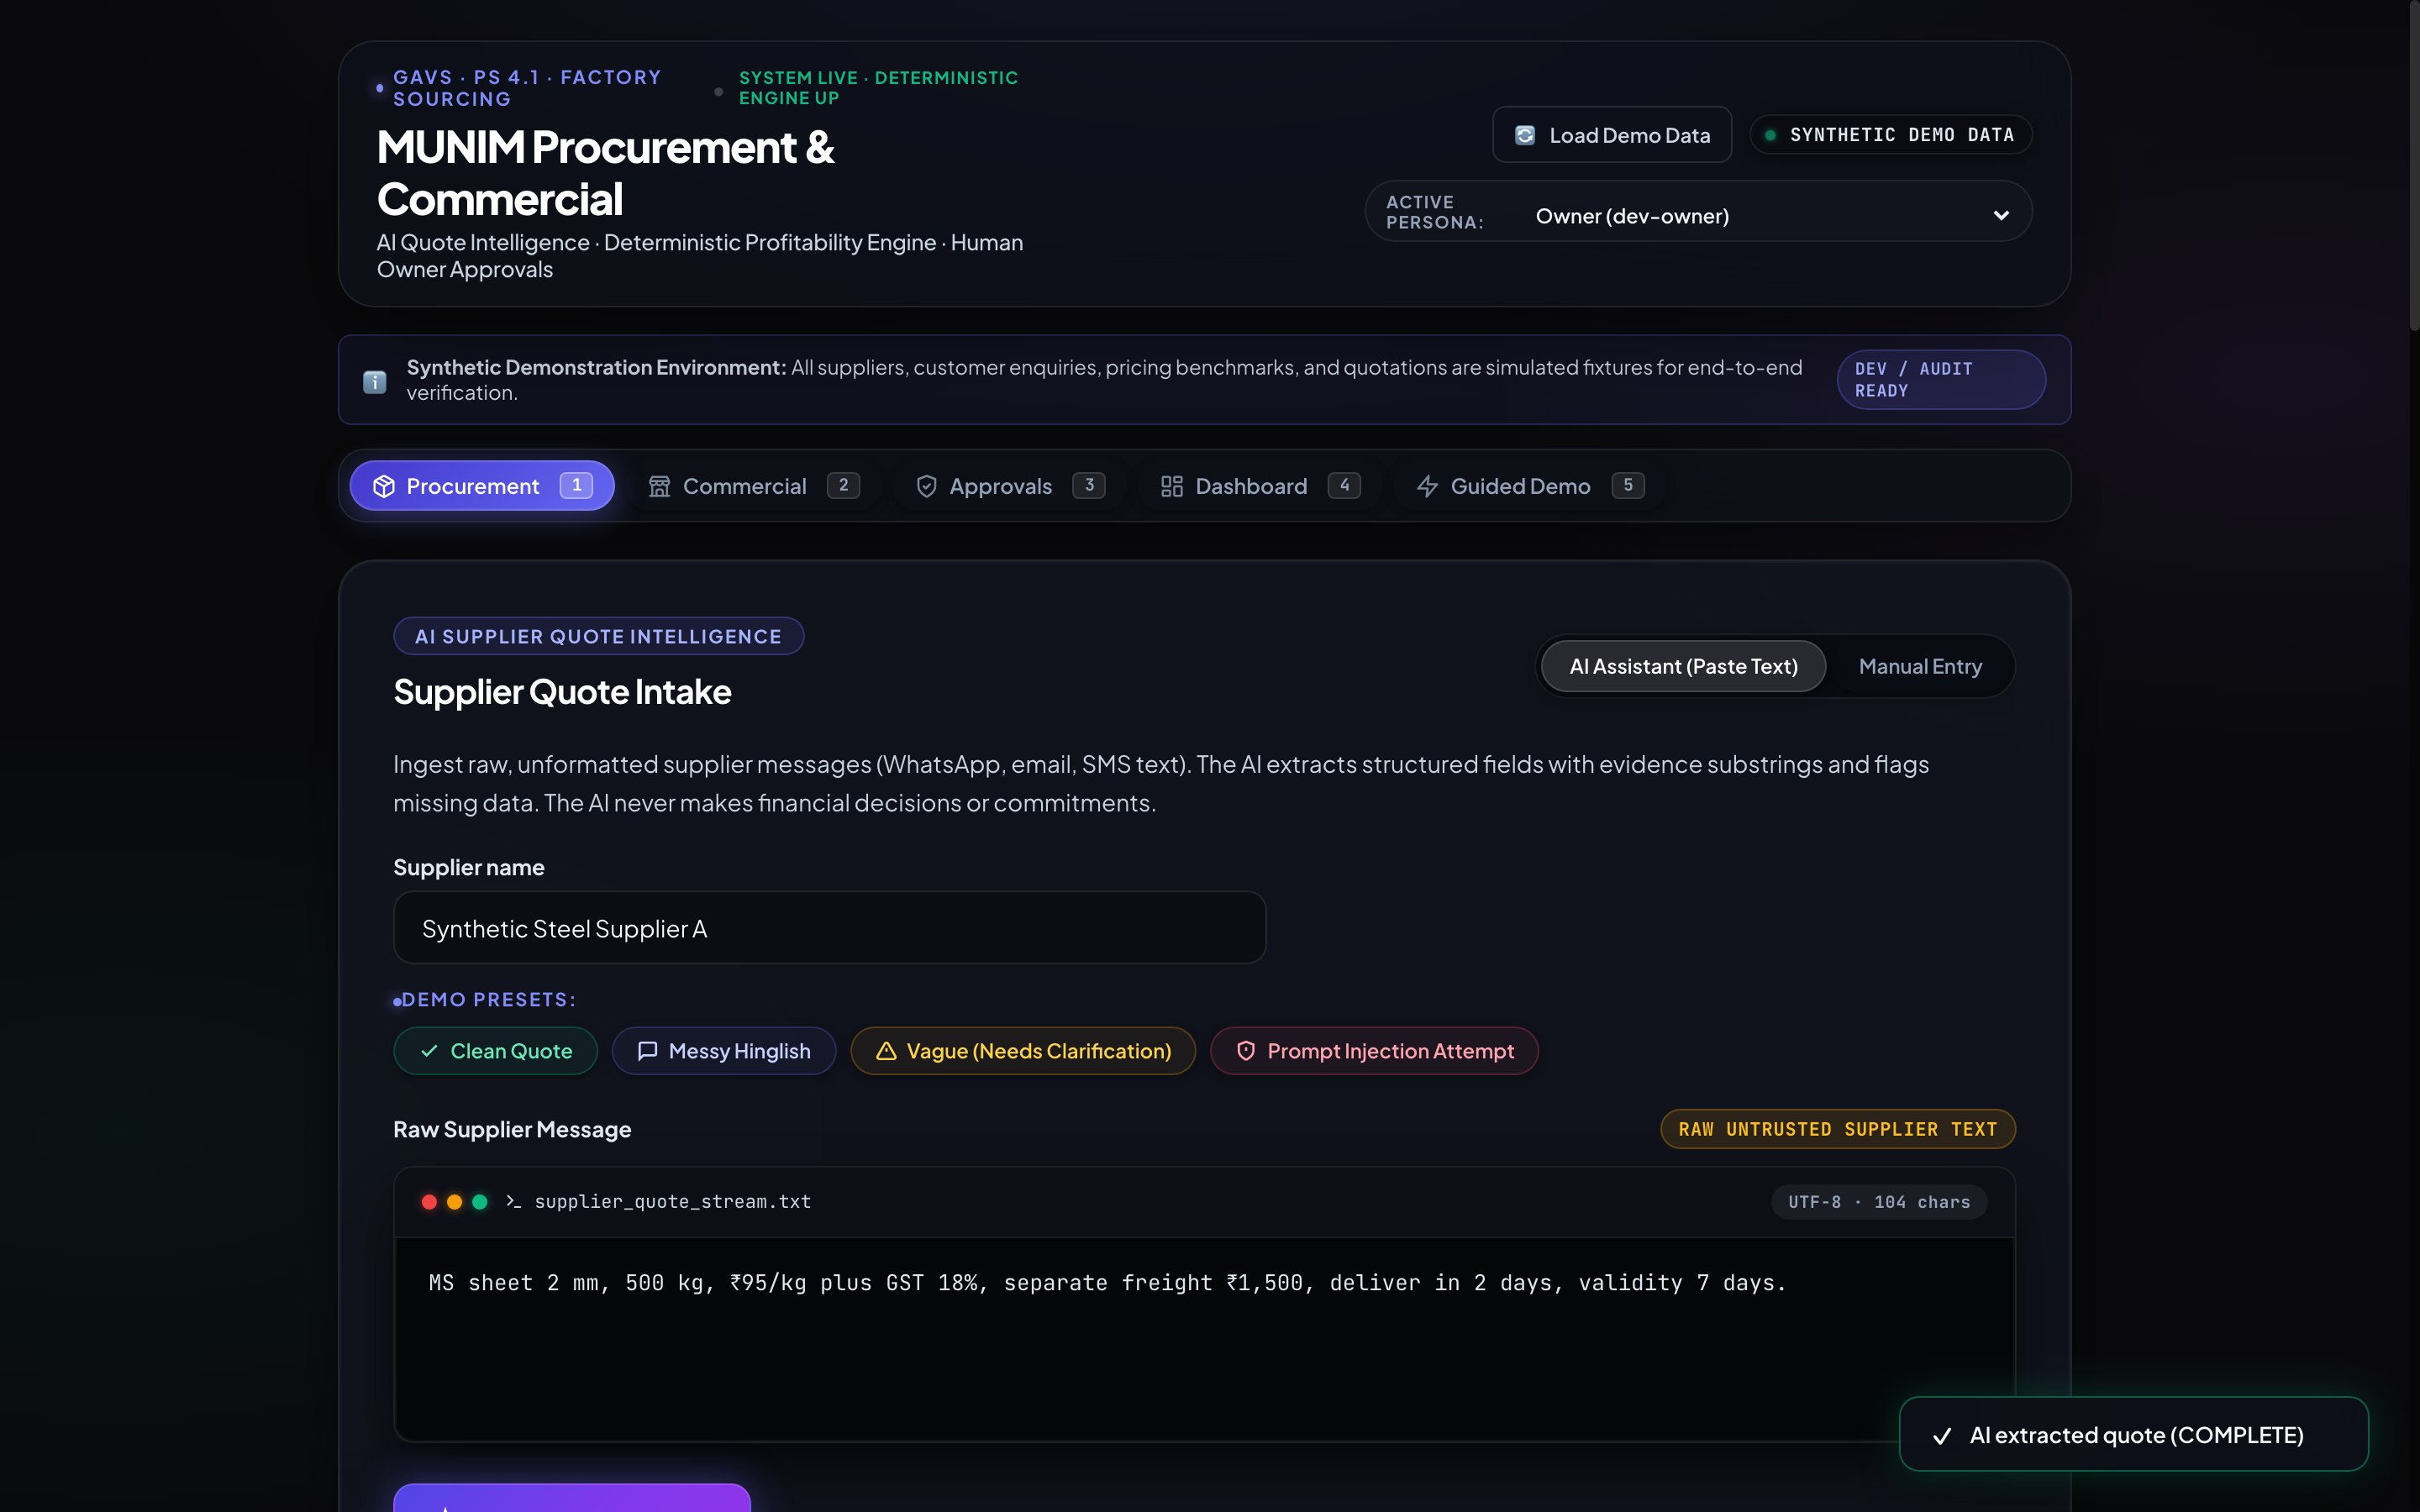 GAVS · PS 4.1 · FACTORY
SOURCING
SYSTEM LIVE · DETERMINISTIC
ENGINE UP
MUNIM Procurement &
Commercial
AI Quote Intelligence · Deterministic Profitability Engine · Human
Owner Approvals
Load Demo Data
SYNTHETIC DEMO DATA
ACTIVE
PERSONA:
Owner (dev-owner)
Synthetic Demonstration Environment: All suppliers, customer enquiries, pricing benchmarks, and quotations are simulated fixtures for end-to-end
verification.
DEV / AUDIT
READY
Procurement 1
Commercial 2
Approvals 3
Dashboard 4
Guided Demo 5
AI SUPPLIER QUOTE INTELLIGENCE
Supplier Quote Intake
AI Assistant (Paste Text)
Manual Entry
Ingest raw, unformatted supplier messages (WhatsApp, email, SMS text). The AI extracts structured fields with evidence substrings and flags
missing data. The AI never makes financial decisions or commitments.
Supplier name
Synthetic Steel Supplier A
DEMO PRESETS:
Clean Quote
Messy Hinglish
Vague (Needs Clarification)
Prompt Injection Attempt
Raw Supplier Message
RAW UNTRUSTED SUPPLIER TEXT
supplier_quote_stream.txt
UTF-8 · 104 chars
MS sheet 2 mm, 500 kg, ₹95/kg plus GST 18%, separate freight ₹1,500, deliver in 2 days, validity 7 days.
AI extracted quote (COMPLETE)